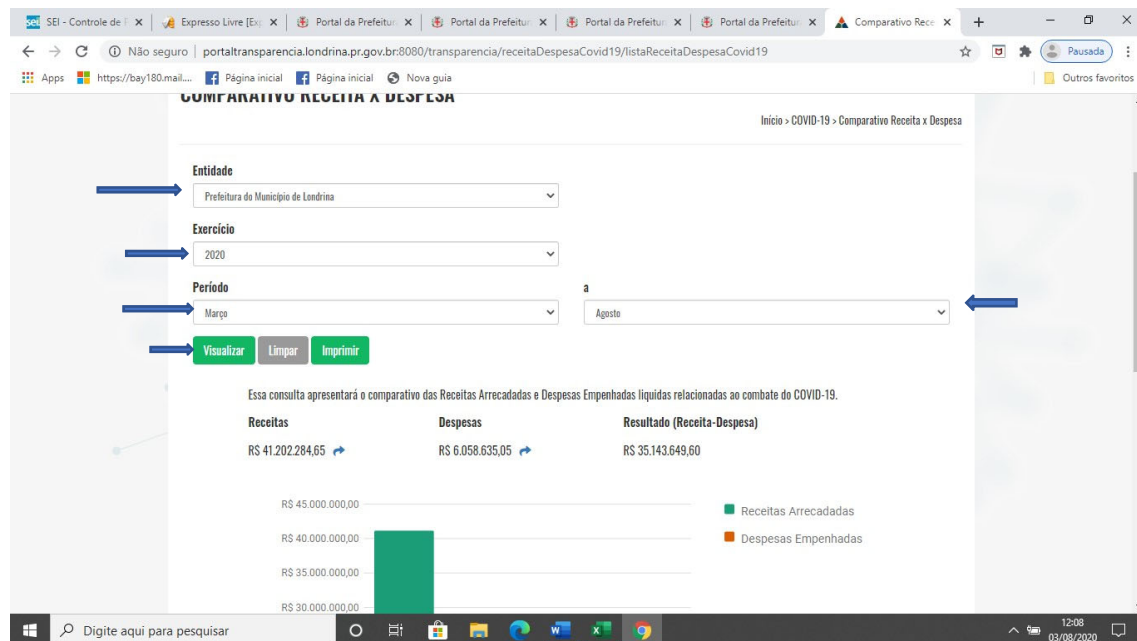 SEI - Controle de P
Expresso Livre [Ex
Portal da Prefeitur
Portal da Prefeitur
Portal da Prefeitur
Portal da Prefeitur
Comparativo Rece
Não seguro | portaltransparencia.londrina.pr.gov.br:8080/transparencia/receitaDespesaCovid19/listaReceitaDespesaCovid19
Pausada
Apps
https://bay180.mail....
Página inicial
Página inicial
Nova guia
Outros favoritos
COMPARATIVO RECEITA X DESPESA
Início > COVID-19 > Comparativo Receita x Despesa
Entidade
Prefeitura do Município de Londrina
Exercício
2020
Período
a
Março
Agosto
Visualizar Limpar Imprimir
Essa consulta apresentará o comparativo das Receitas Arrecadadas e Despesas Empenhadas liquidas relacionadas ao combate do COVID-19.
Receitas Despesas Resultado (Receita-Despesa)
R$ 41.202.284,65 R$ 6.058.635,05 R$ 35.143.649,60
R$ 45.000.000,00
Receitas Arrecadadas
R$ 40.000.000,00
Despesas Empenhadas
R$ 35.000.000,00
R$ 30.000.000,00
Digite aqui para pesquisar
12:08
03/08/2020